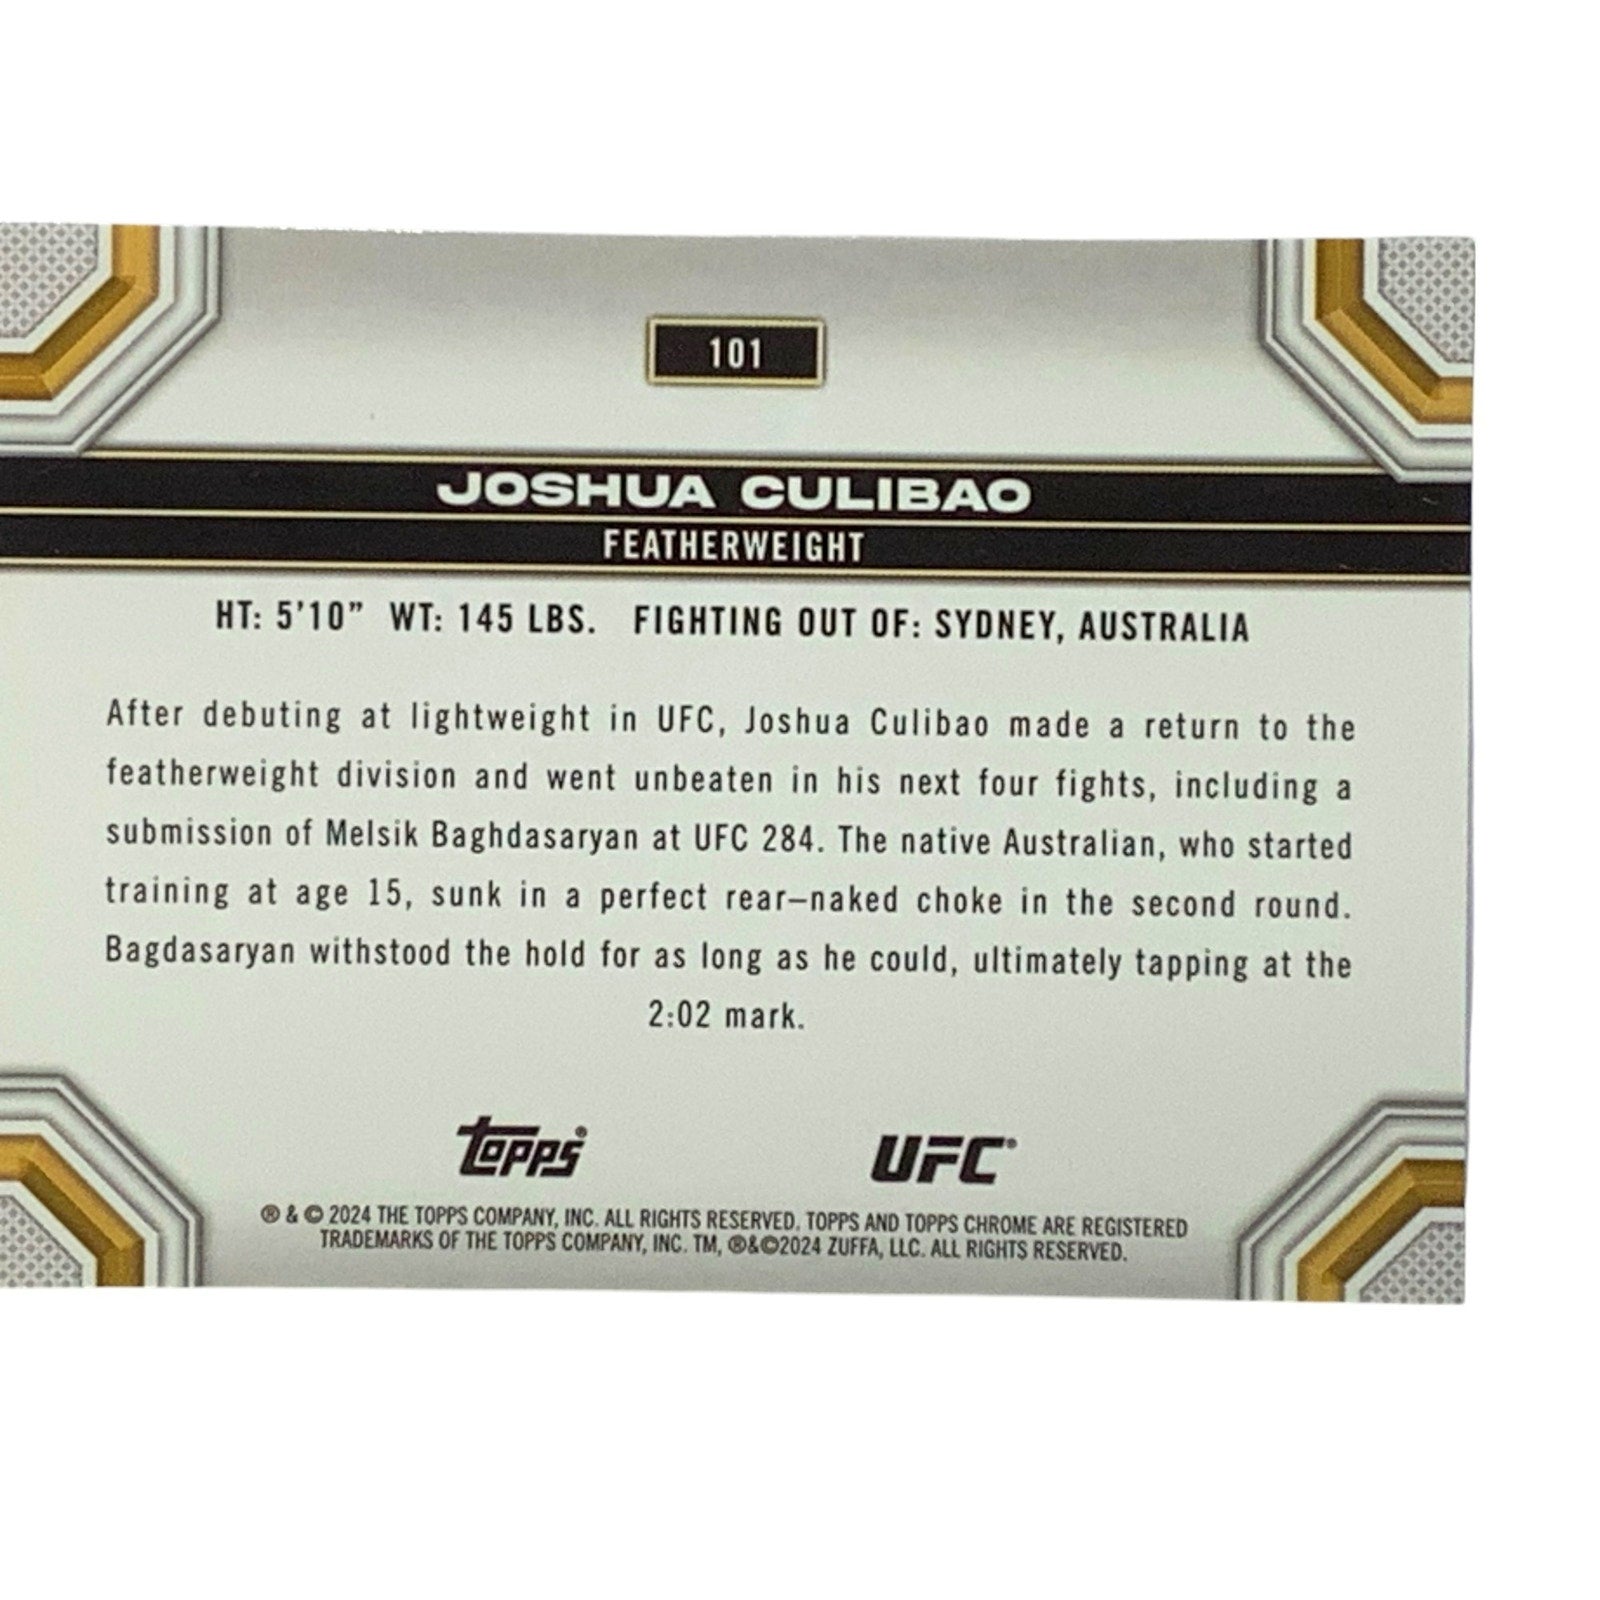 101
JOSHUA CULIBAO
FEATHERWEIGHT
HT: 5'10” WT: 145 LBS. FIGHTING OUT OF: SYDNEY, AUSTRALIA
After debuting at lightweight in UFC, Joshua Culibao made a return to the
featherweight division and went unbeaten in his next four fights, including a
submission of Melsik Baghdasaryan at UFC 284. The native Australian, who started
training at age 15, sunk in a perfect rear–naked choke in the second round.
Bagdasaryan withstood the hold for as long as he could, ultimately tapping at the
2:02 mark.
topps® UFC®
® & © 2024 THE TOPPS COMPANY, INC. ALL RIGHTS RESERVED. TOPPS AND TOPPS CHROME ARE REGISTERED
TRADEMARKS OF THE TOPPS COMPANY, INC. TM, ®&©2024 ZUFFA, LLC. ALL RIGHTS RESERVED.